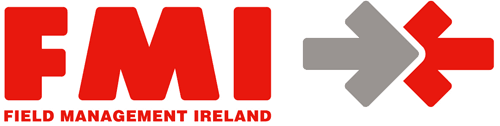 FMI
FIELD MANAGEMENT IRELAND